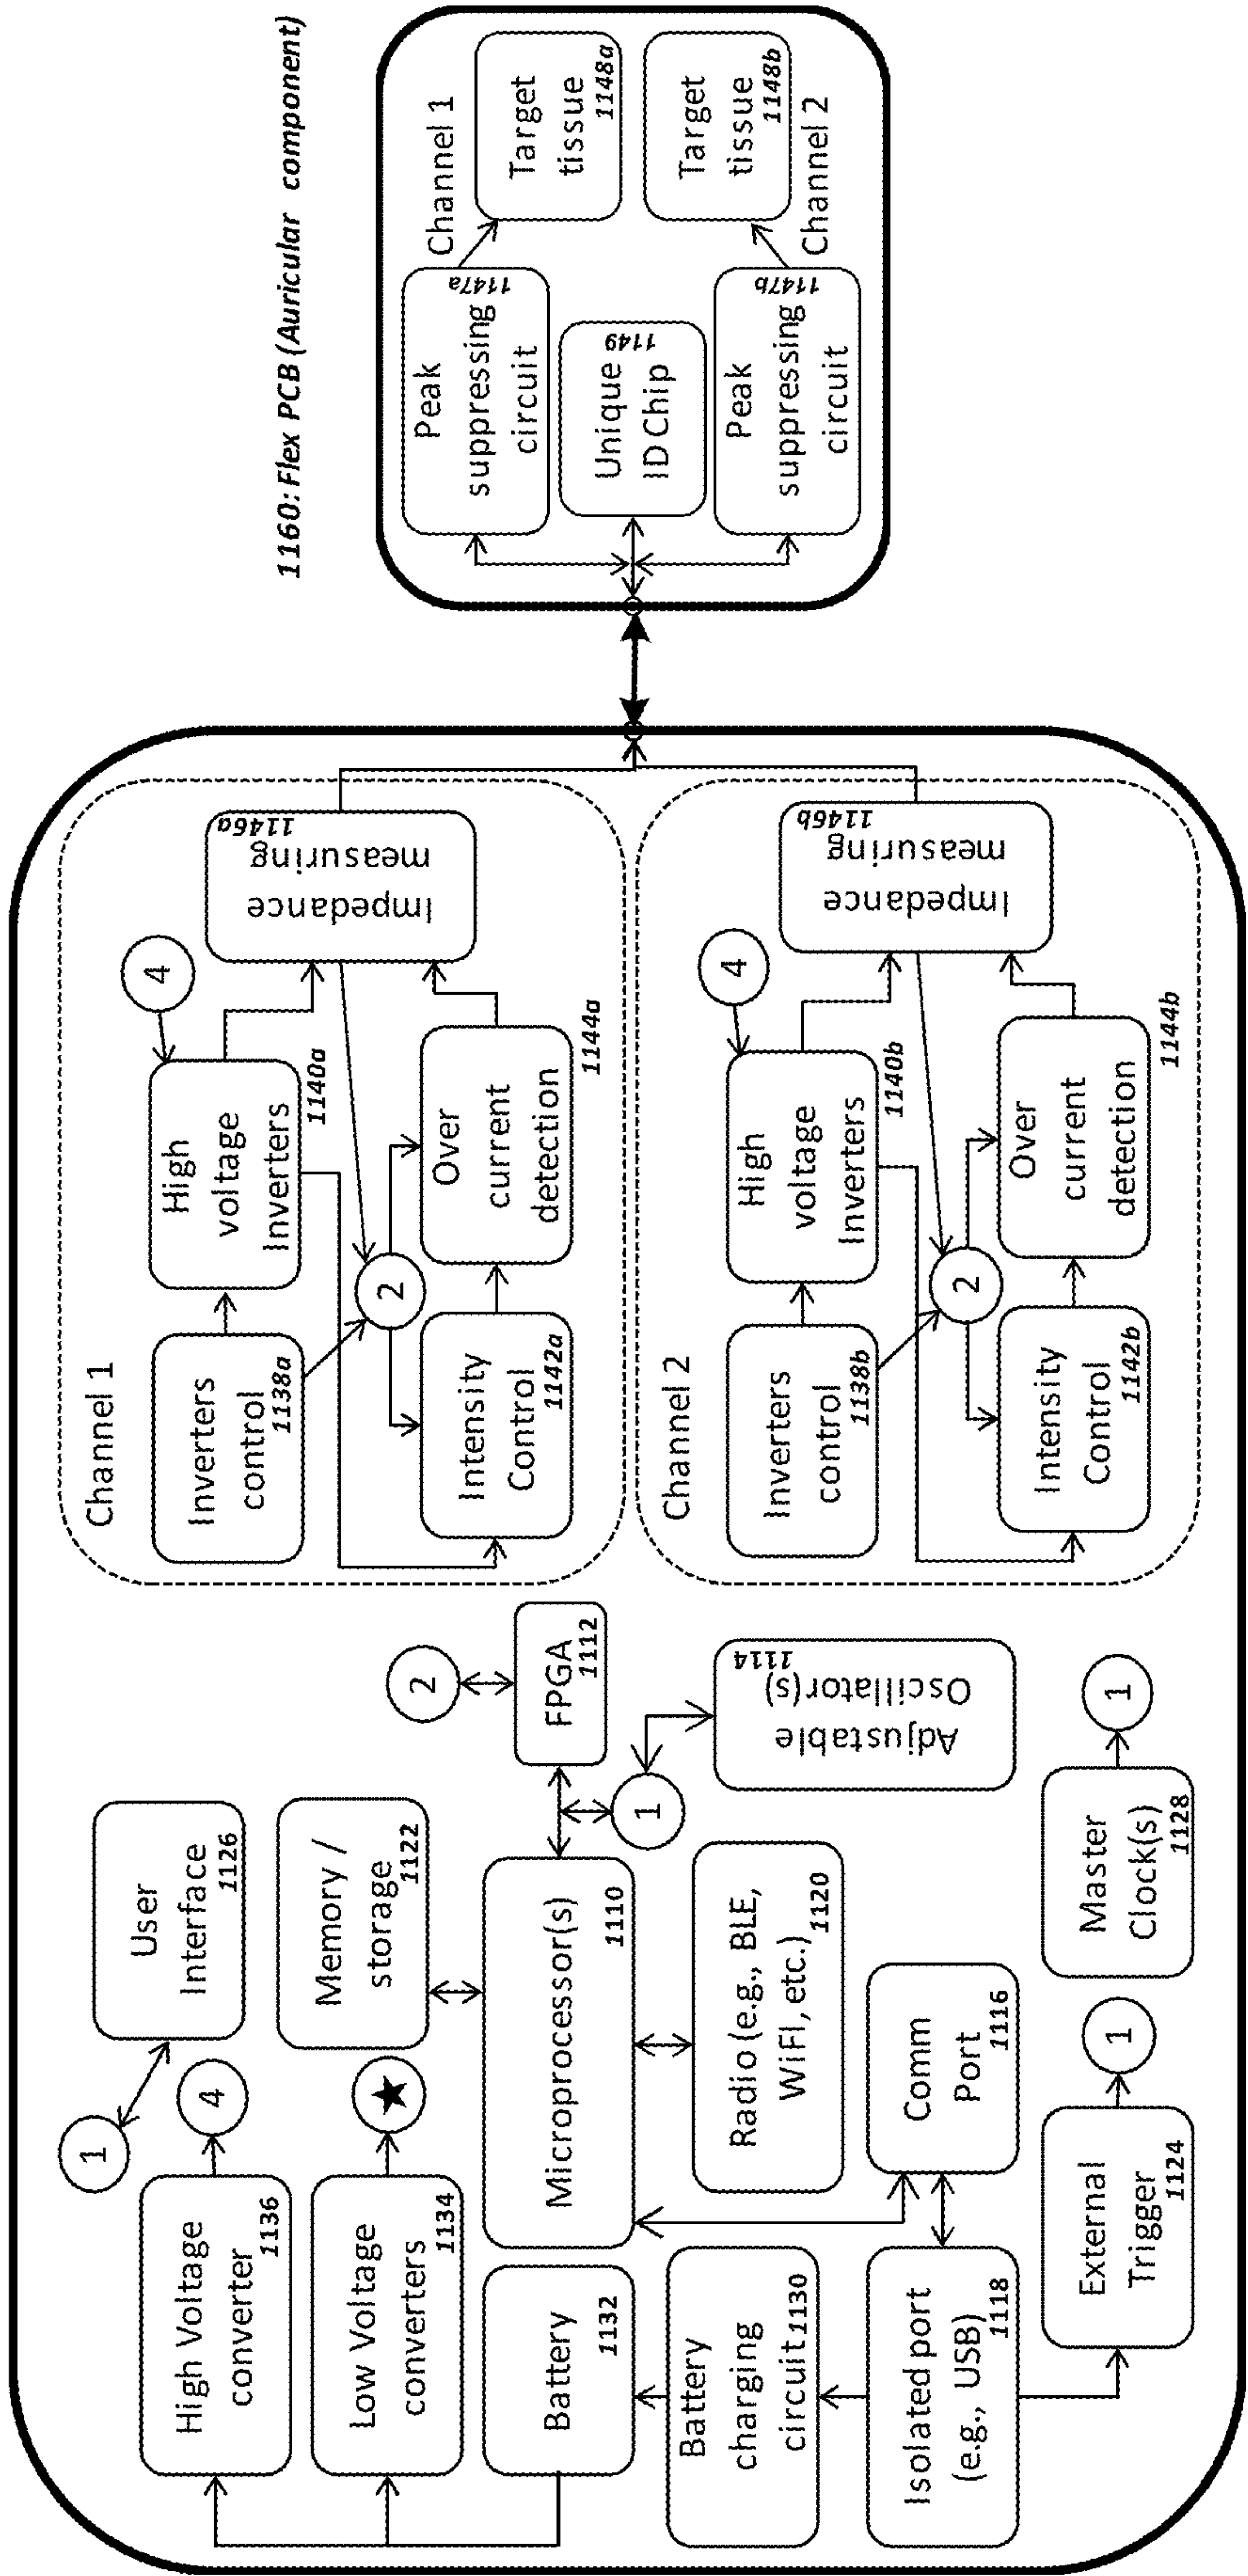 1160: Flex PCB (Auricular component)
1
User
Interface
1126
High Voltage
converter
1136
4
Memory /
storage
1122
Low Voltage
converters
1134
★
Microprocessor(s)
1110
Battery
1132
FPGA
1112
2
1
Adjustable
Oscillator(s)
1114
Radio (e.g., BLE,
WiFI, etc.)
1120
Battery
charging
circuit
1130
Comm
Port
1116
Isolated port
(e.g., USB)
1118
External
Trigger
1124
1
Master
Clock(s)
1128
1
Channel 1
Inverters
control
1138a
High
voltage
Inverters
1140a
4
2
Intensity
Control
1142a
Over
current
detection
1144a
Impedance
measuring
1146a
Channel 2
Inverters
control
1138b
High
voltage
Inverters
1140b
4
2
Intensity
Control
1142b
Over
current
detection
1144b
Impedance
measuring
1146b
Channel 1
Peak
suppressing
circuit
1147a
Target
tissue
1148a
Unique
ID Chip
1149
Peak
suppressing
circuit
1147b
Target
tissue
1148b
Channel 2